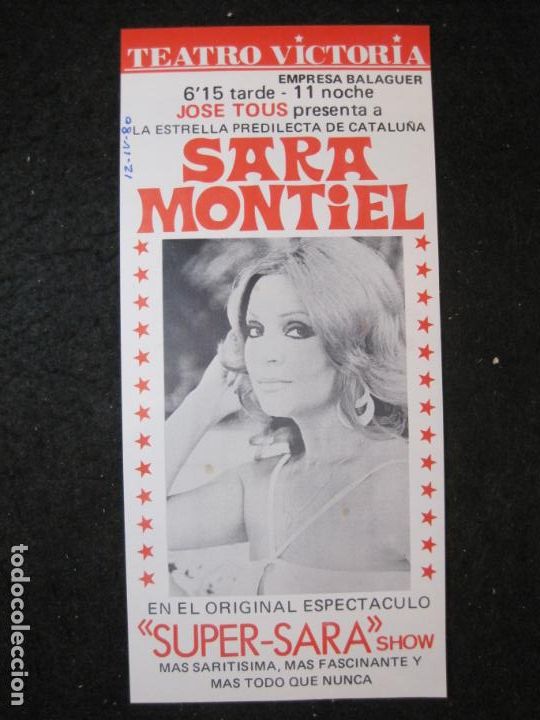 TEATRO VICTORIA
EMPRESA BALAGUER
6'15 tarde - 11 noche
JOSE TOUS presenta a
LA ESTRELLA PREDILECTA DE CATALUÑA
12-IV-80
SARA
MONTIEL
EN EL ORIGINAL ESPECTACULO
«SUPER-SARA» SHOW
MAS SARITISIMA, MAS FASCINANTE Y
MAS TODO QUE NUNCA
todocoleccion